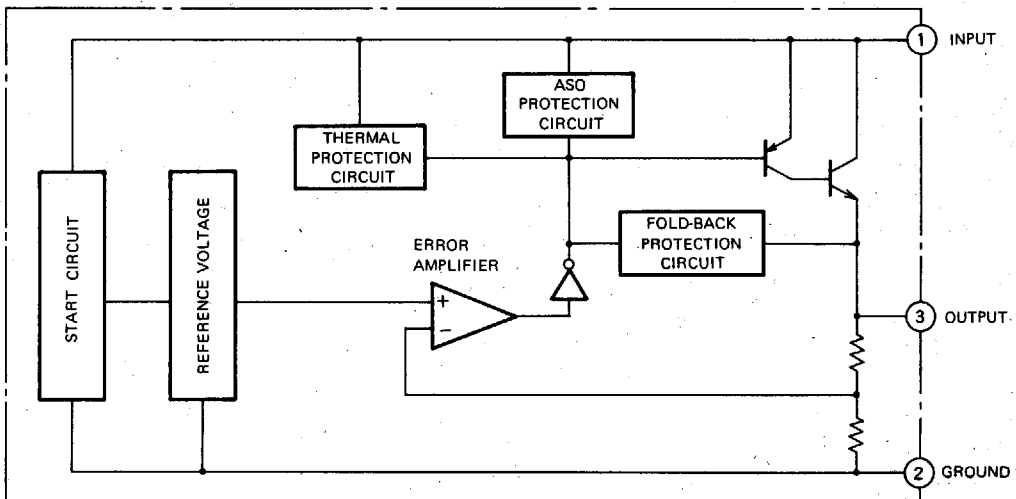 1 INPUT
ASO
PROTECTION
CIRCUIT
THERMAL
PROTECTION
CIRCUIT
START CIRCUIT
REFERENCE VOLTAGE
ERROR
AMPLIFIER
+
−
FOLD-BACK
PROTECTION
CIRCUIT
3 OUTPUT
2 GROUND